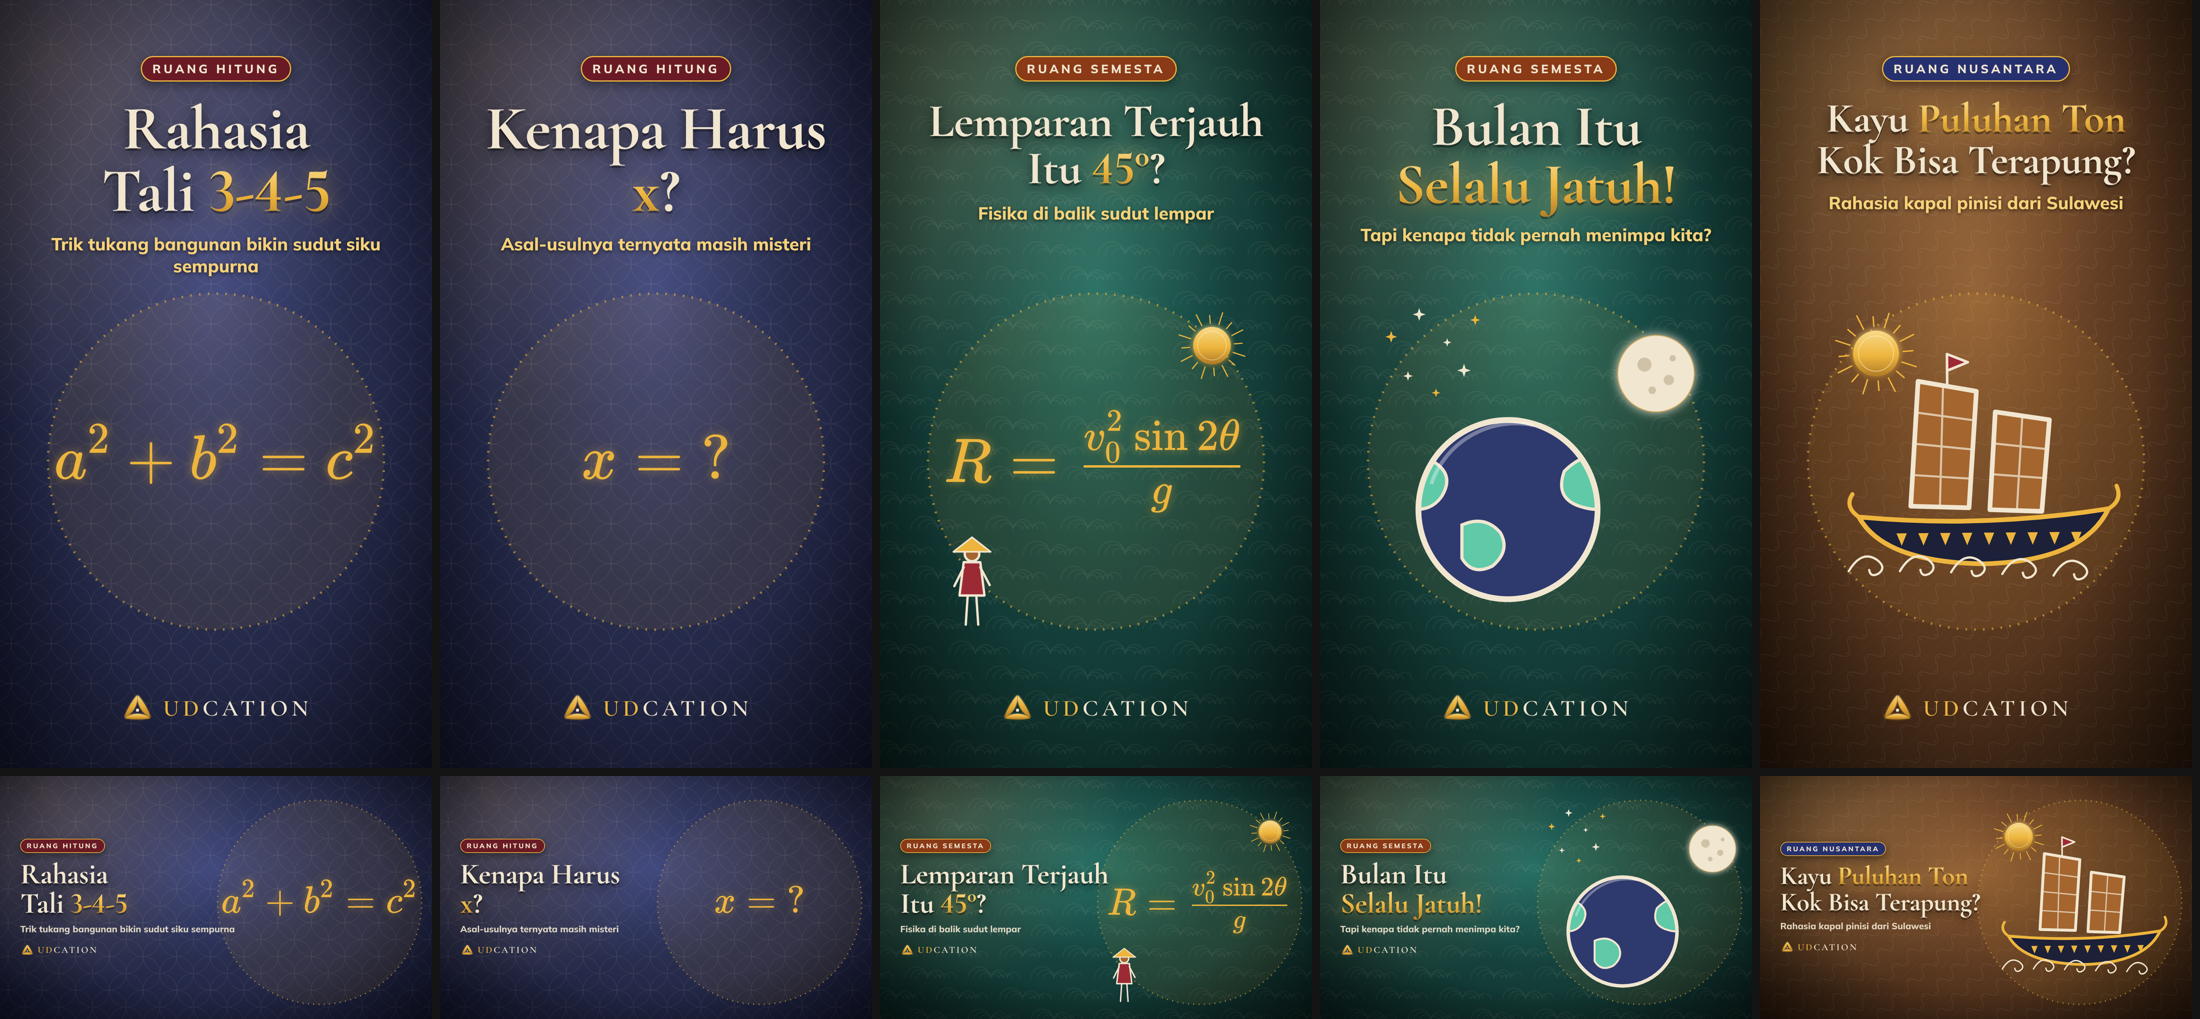 RUANG HITUNG
Rahasia
Tali 3-4-5
Trik tukang bangunan bikin sudut siku
sempurna
a² + b² = c²
UDCATION
RUANG HITUNG
Kenapa Harus
x?
Asal-usulnya ternyata masih misteri
x = ?
UDCATION
RUANG SEMESTA
Lemparan Terjauh
Itu 45°?
Fisika di balik sudut lempar
R = v₀² sin 2θ / g
UDCATION
RUANG SEMESTA
Bulan Itu
Selalu Jatuh!
Tapi kenapa tidak pernah menimpa kita?
UDCATION
RUANG NUSANTARA
Kayu Puluhan Ton
Kok Bisa Terapung?
Rahasia kapal pinisi dari Sulawesi
UDCATION
RUANG HITUNG
Rahasia
Tali 3-4-5
Trik tukang bangunan bikin sudut siku sempurna
UDCATION
a² + b² = c²
RUANG HITUNG
Kenapa Harus
x?
Asal-usulnya ternyata masih misteri
UDCATION
x = ?
RUANG SEMESTA
Lemparan Terjauh
Itu 45°?
Fisika di balik sudut lempar
UDCATION
R = v₀² sin 2θ / g
RUANG SEMESTA
Bulan Itu
Selalu Jatuh!
Tapi kenapa tidak pernah menimpa kita?
UDCATION
RUANG NUSANTARA
Kayu Puluhan Ton
Kok Bisa Terapung?
Rahasia kapal pinisi dari Sulawesi
UDCATION